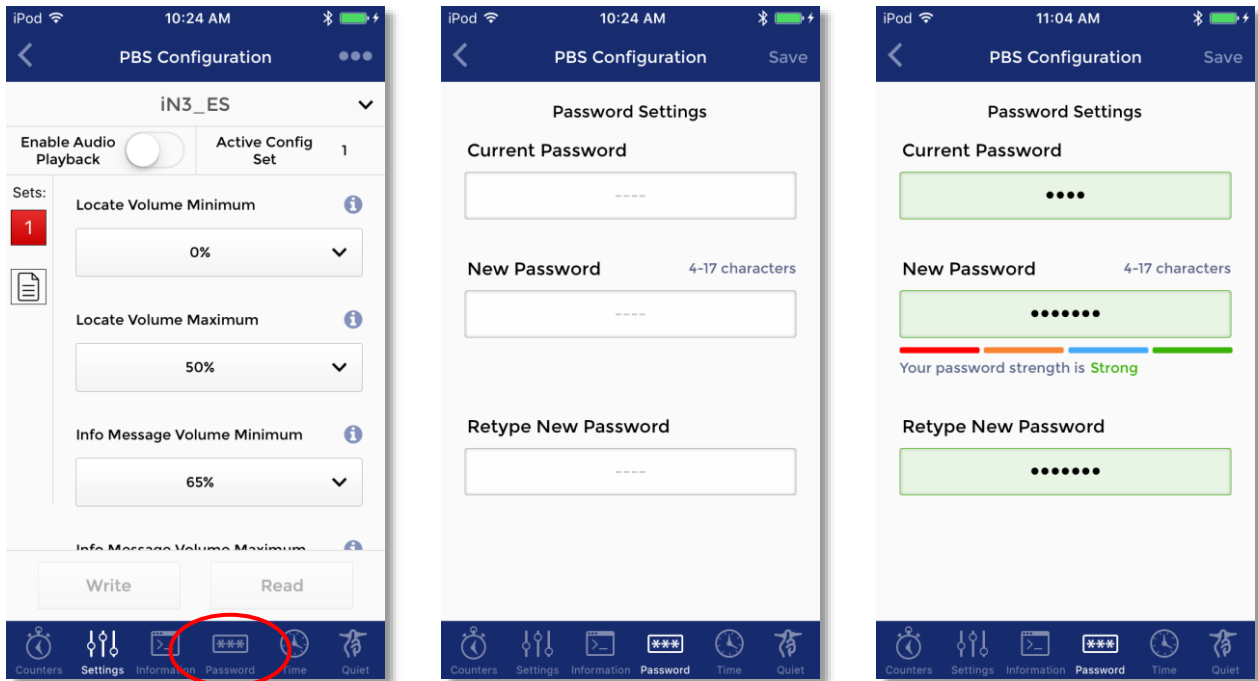 iPod 10:24 AM
PBS Configuration •••
iN3_ES
Enable Audio
Playback
Active Config
Set
1
Sets:
1
Locate Volume Minimum
0%
Locate Volume Maximum
50%
Info Message Volume Minimum
65%
Info Message Volume Maximum
Write Read
***
Counters Settings Information Password Time Quiet
iPod 10:24 AM
PBS Configuration Save
Password Settings
Current Password
----
New Password 4-17 characters
----
Retype New Password
----
>_ ***
Counters Settings Information Password Time Quiet
iPod 11:04 AM
PBS Configuration Save
Password Settings
Current Password
••••
New Password 4-17 characters
•••••••
Your password strength is Strong
Retype New Password
•••••••
>_ ***
Counters Settings Information Password Time Quiet